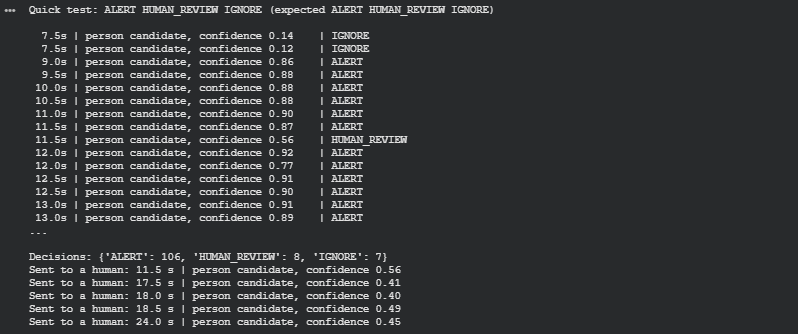 Quick test: ALERT HUMAN_REVIEW IGNORE (expected ALERT HUMAN_REVIEW IGNORE)
7.5s | person candidate, confidence 0.14 | IGNORE
7.5s | person candidate, confidence 0.12 | IGNORE
9.0s | person candidate, confidence 0.86 | ALERT
9.5s | person candidate, confidence 0.88 | ALERT
10.0s | person candidate, confidence 0.88 | ALERT
10.5s | person candidate, confidence 0.88 | ALERT
11.0s | person candidate, confidence 0.90 | ALERT
11.5s | person candidate, confidence 0.87 | ALERT
11.5s | person candidate, confidence 0.56 | HUMAN_REVIEW
12.0s | person candidate, confidence 0.92 | ALERT
12.0s | person candidate, confidence 0.77 | ALERT
12.5s | person candidate, confidence 0.91 | ALERT
12.5s | person candidate, confidence 0.90 | ALERT
13.0s | person candidate, confidence 0.91 | ALERT
13.0s | person candidate, confidence 0.89 | ALERT
...
Decisions: {'ALERT': 106, 'HUMAN_REVIEW': 8, 'IGNORE': 7}
Sent to a human: 11.5 s | person candidate, confidence 0.56
Sent to a human: 17.5 s | person candidate, confidence 0.41
Sent to a human: 18.0 s | person candidate, confidence 0.40
Sent to a human: 18.5 s | person candidate, confidence 0.49
Sent to a human: 24.0 s | person candidate, confidence 0.45